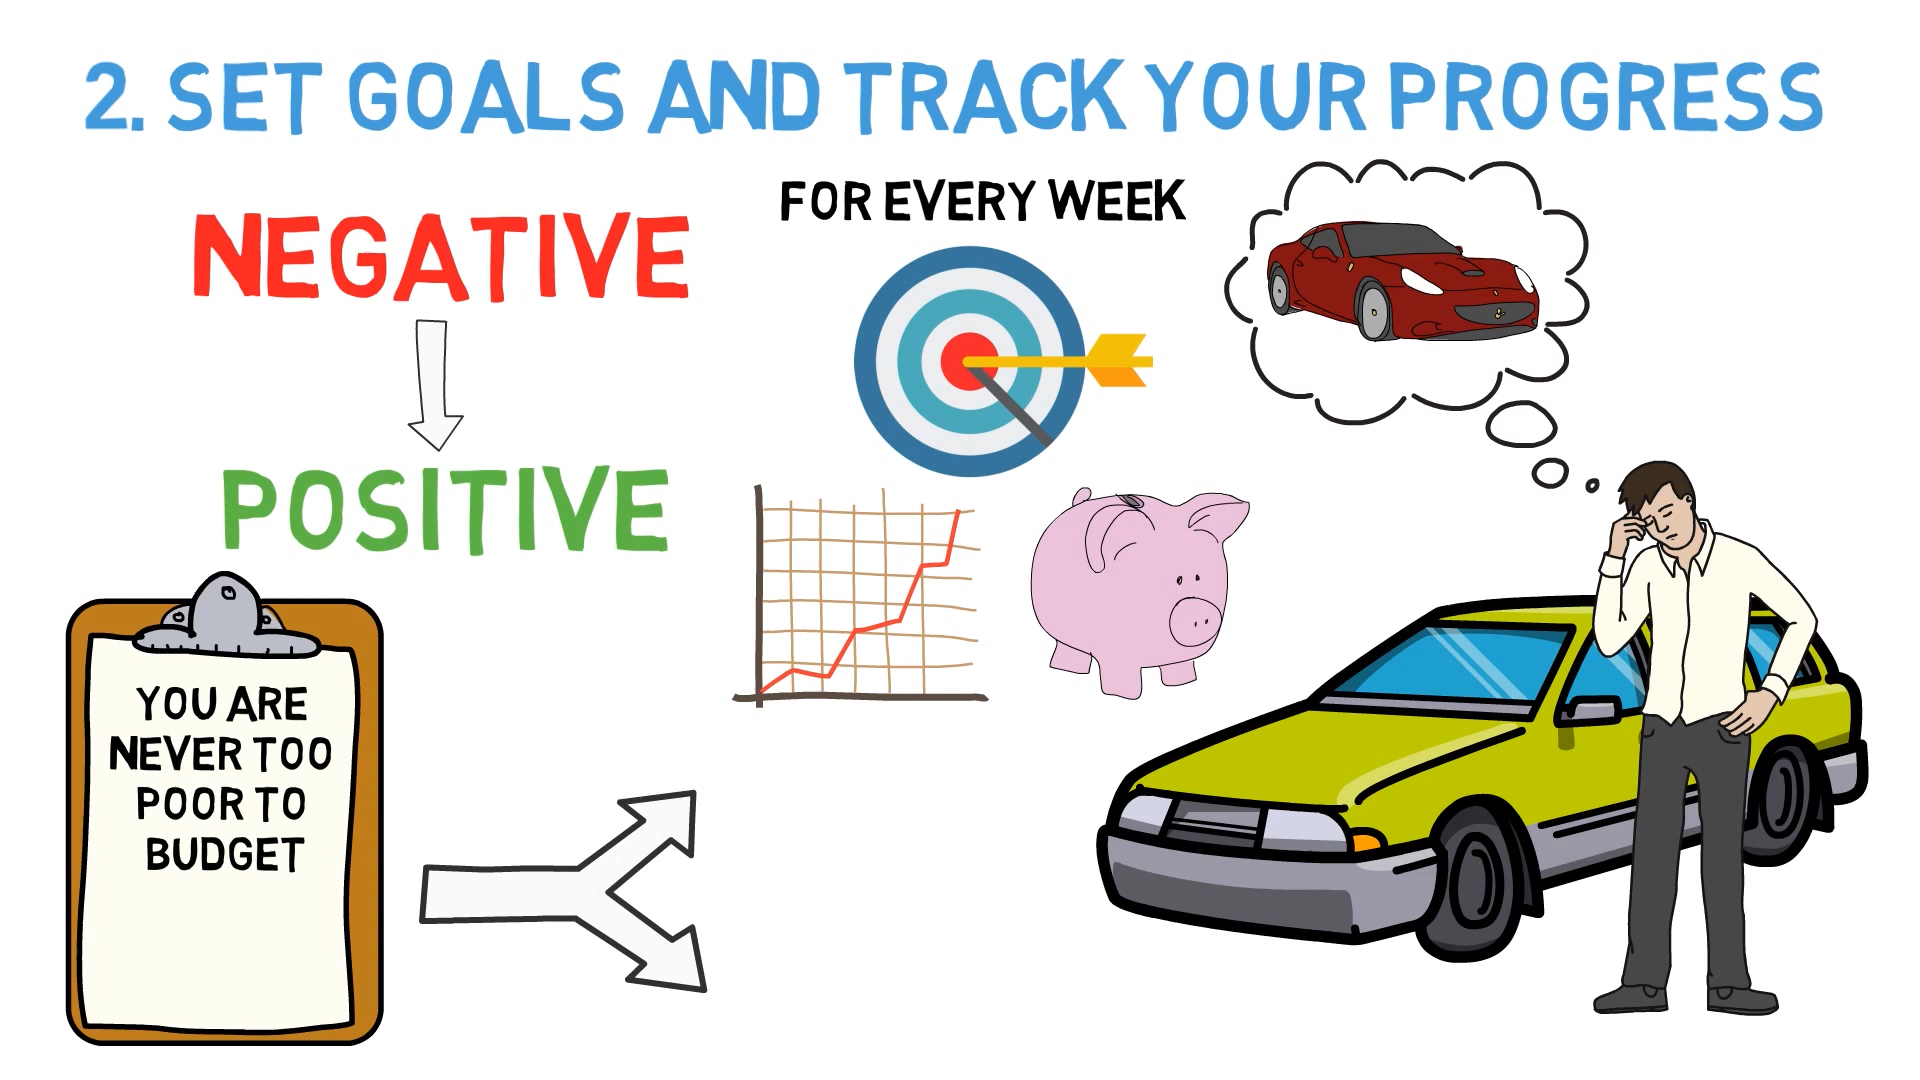 2. SET GOALS AND TRACK YOUR PROGRESS
NEGATIVE
POSITIVE
FOR EVERY WEEK
YOU ARE
NEVER TOO
POOR TO
BUDGET